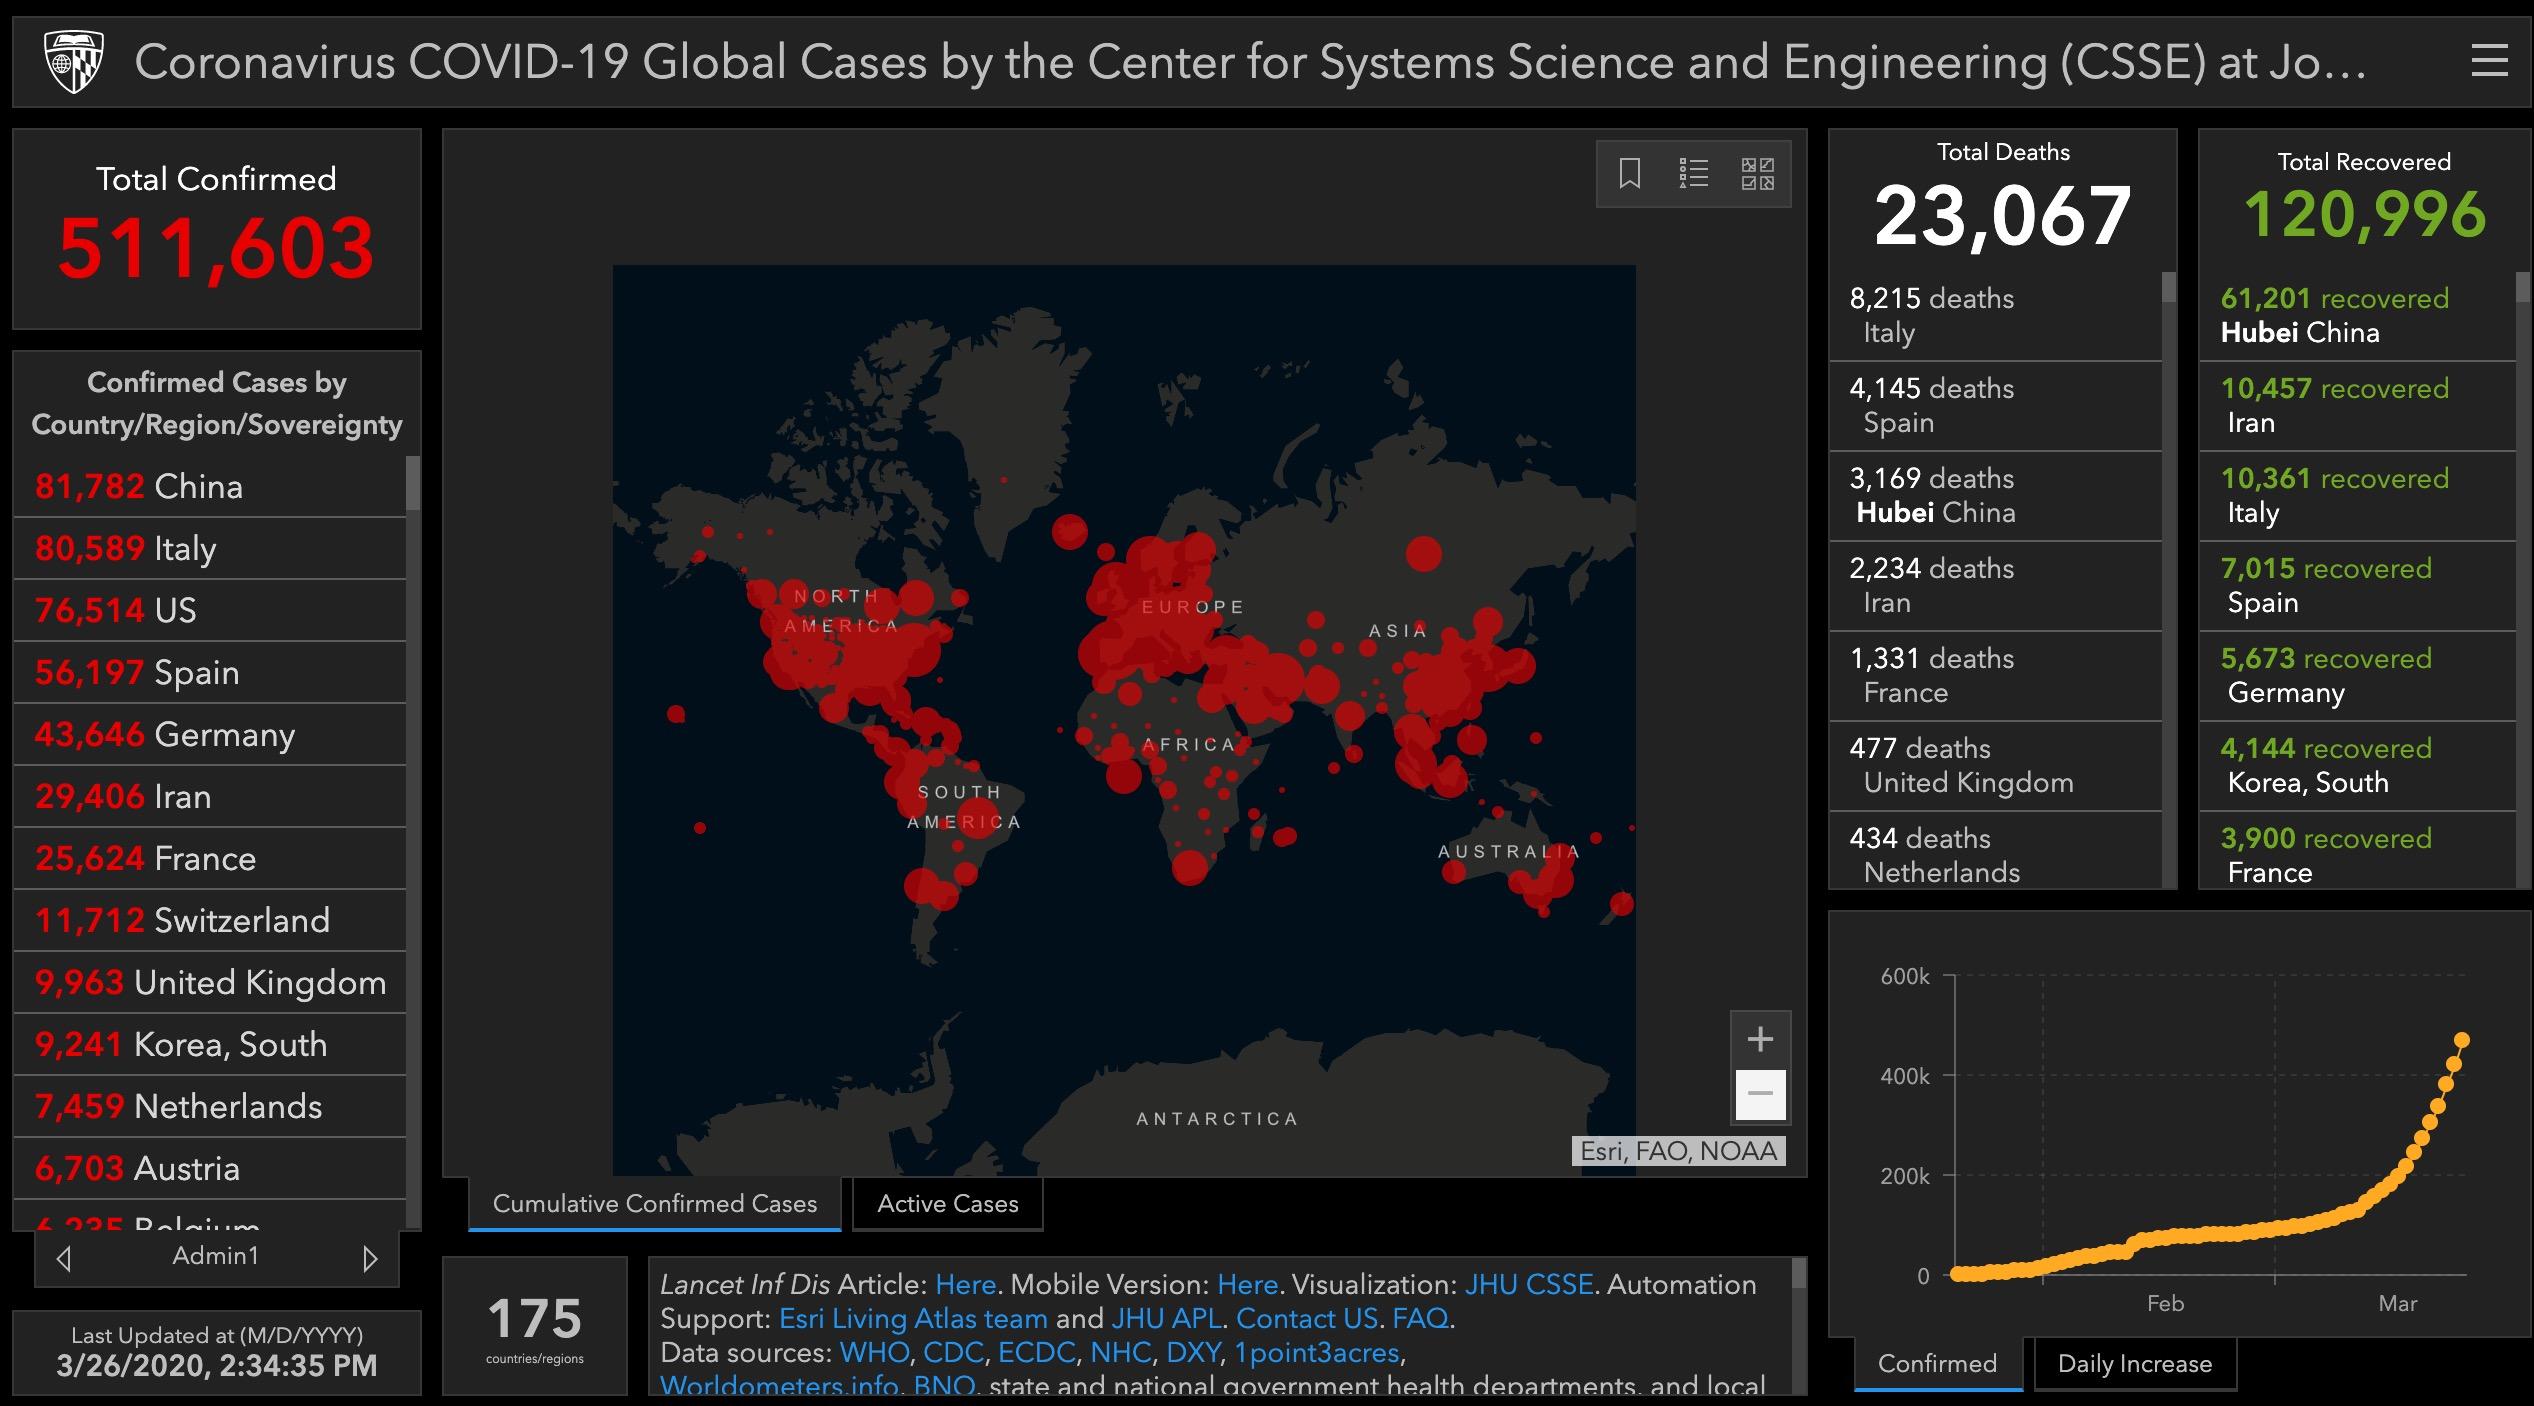 Coronavirus COVID-19 Global Cases by the Center for Systems Science and Engineering (CSSE) at Jo...
Total Confirmed
511,603
Confirmed Cases by
Country/Region/Sovereignty
81,782 China
80,589 Italy
76,514 US
56,197 Spain
43,646 Germany
29,406 Iran
25,624 France
11,712 Switzerland
9,963 United Kingdom
9,241 Korea, South
7,459 Netherlands
6,703 Austria
6,235 Belgium
Admin1
Last Updated at (M/D/YYYY)
3/26/2020, 2:34:35 PM
NORTH
AMERICA
EUROPE
ASIA
AFRICA
SOUTH
AMERICA
AUSTRALIA
ANTARCTICA
Esri, FAO, NOAA
Cumulative Confirmed Cases
Active Cases
175
countries/regions
Lancet Inf Dis Article: Here. Mobile Version: Here. Visualization: JHU CSSE. Automation
Support: Esri Living Atlas team and JHU APL. Contact US. FAQ.
Data sources: WHO, CDC, ECDC, NHC, DXY, 1point3acres,
Worldometers.info, BNO, state and national government health departments, and local
Total Deaths
23,067
8,215 deaths
Italy
4,145 deaths
Spain
3,169 deaths
Hubei China
2,234 deaths
Iran
1,331 deaths
France
477 deaths
United Kingdom
434 deaths
Netherlands
Total Recovered
120,996
61,201 recovered
Hubei China
10,457 recovered
Iran
10,361 recovered
Italy
7,015 recovered
Spain
5,673 recovered
Germany
4,144 recovered
Korea, South
3,900 recovered
France
600k
400k
200k
0
Feb
Mar
Confirmed
Daily Increase